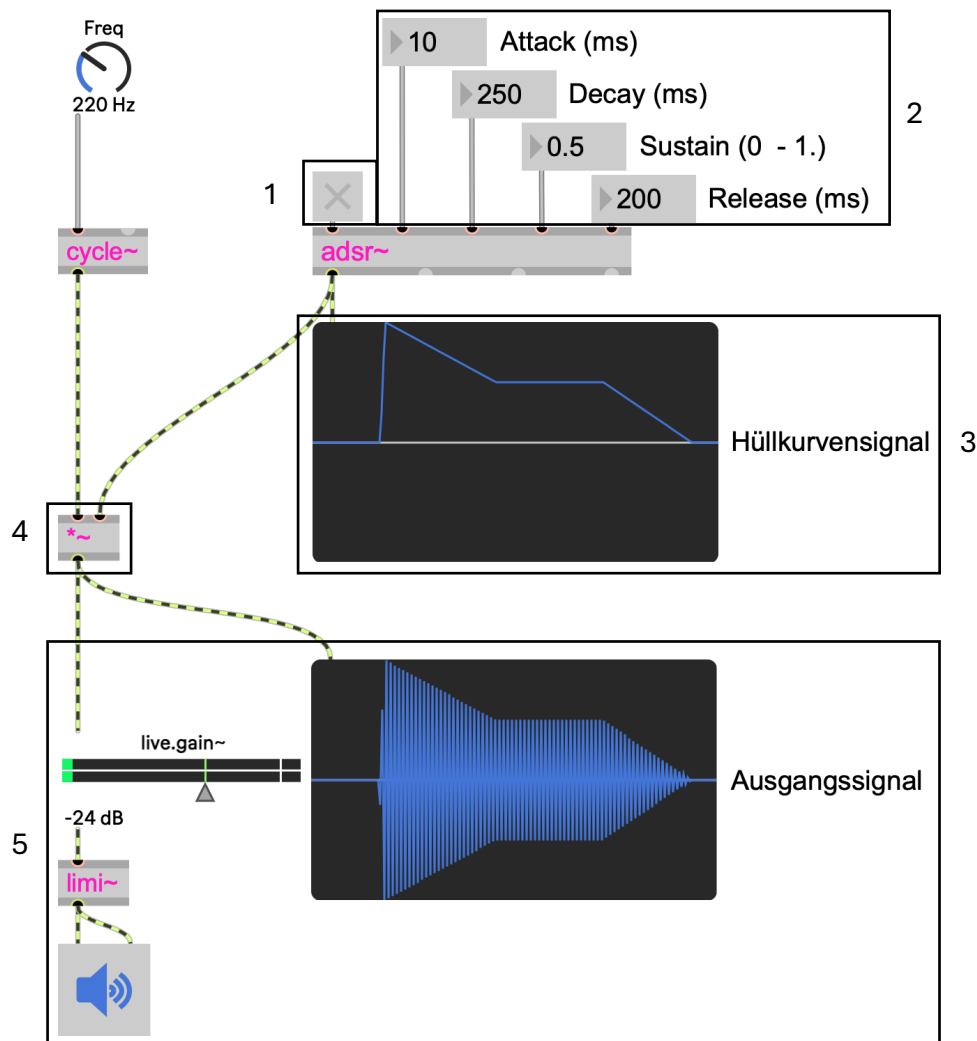 Freq
220 Hz
10
Attack (ms)
250
Decay (ms)
2
0.5
Sustain (0 - 1.)
1
200
Release (ms)
cycle~
adsr~
Hüllkurvensignal
3
4
*~
live.gain~
-24 dB
Ausgangssignal
5
limi~